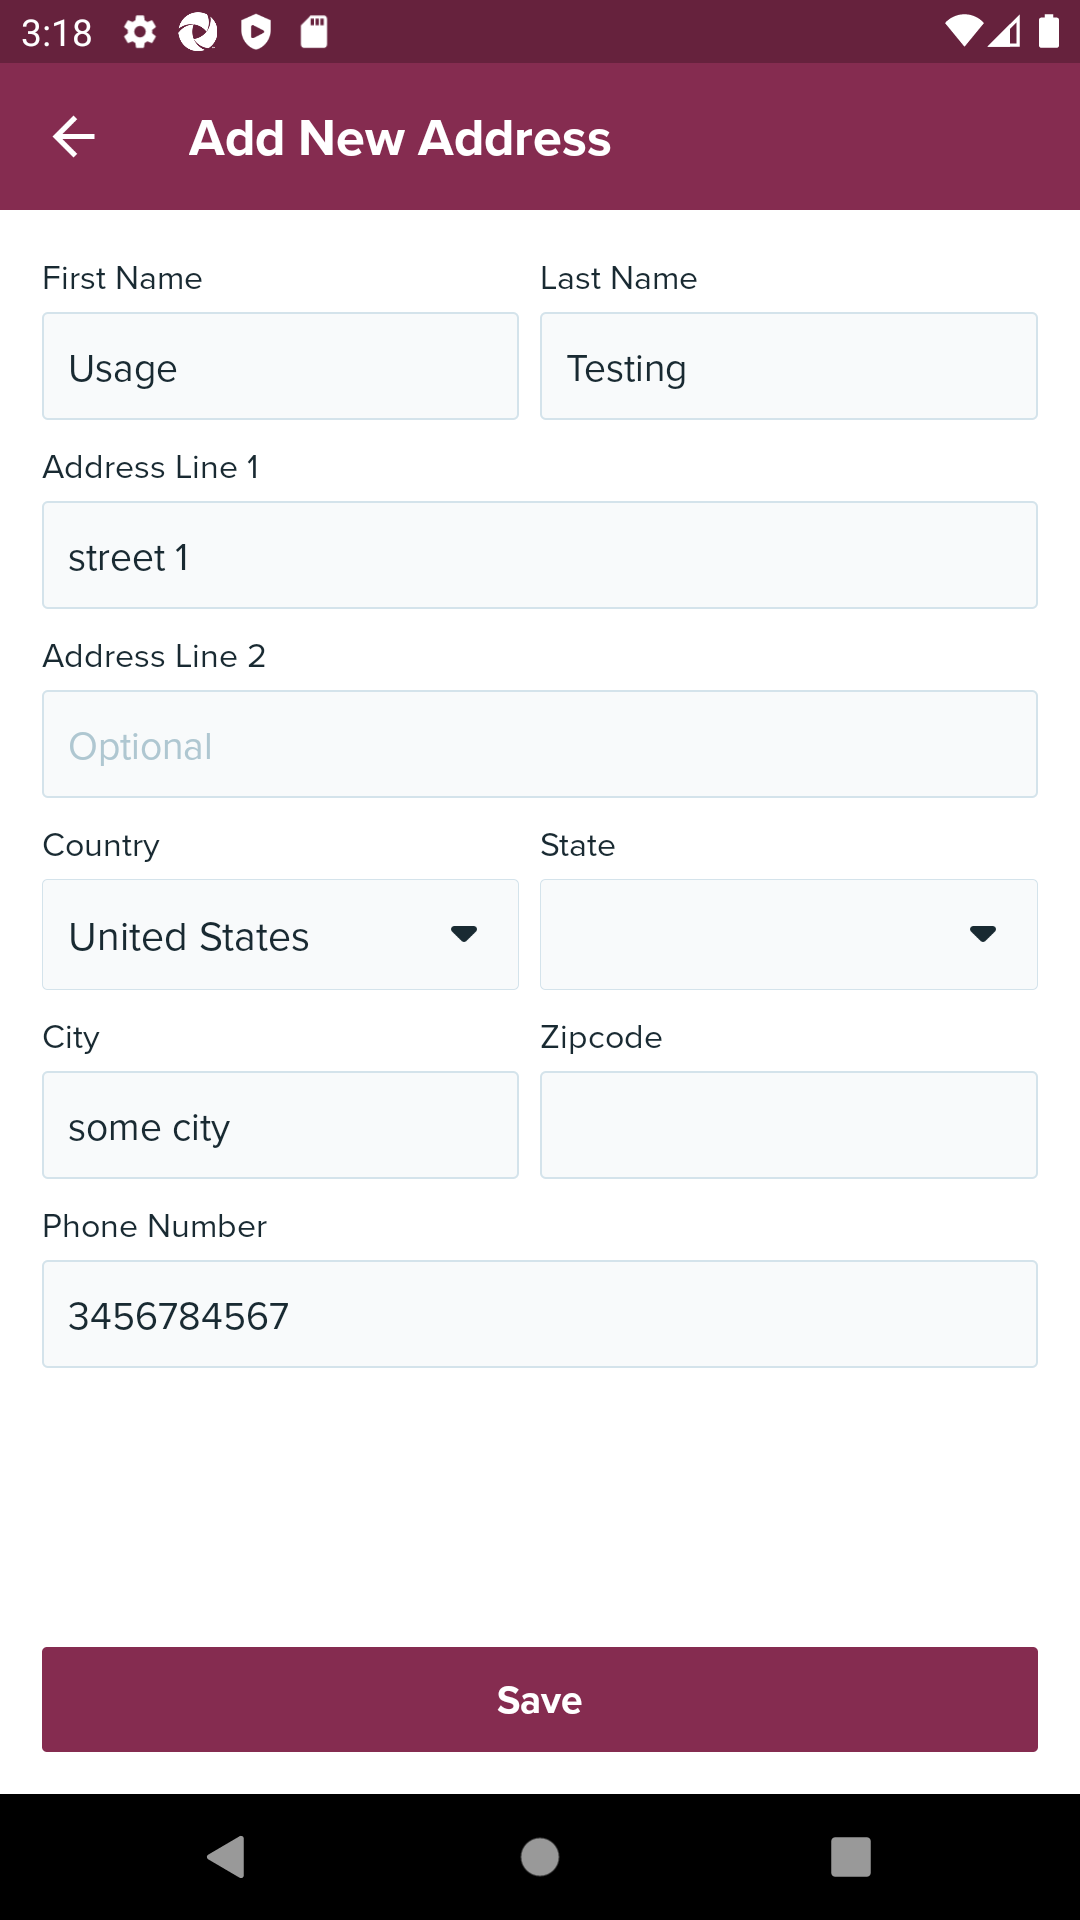 3:18
Add New Address
First Name
Last Name
Usage
Testing
Address Line 1
street 1
Address Line 2
Optional
Country
State
United States
City
Zipcode
some city
Phone Number
3456784567
Save